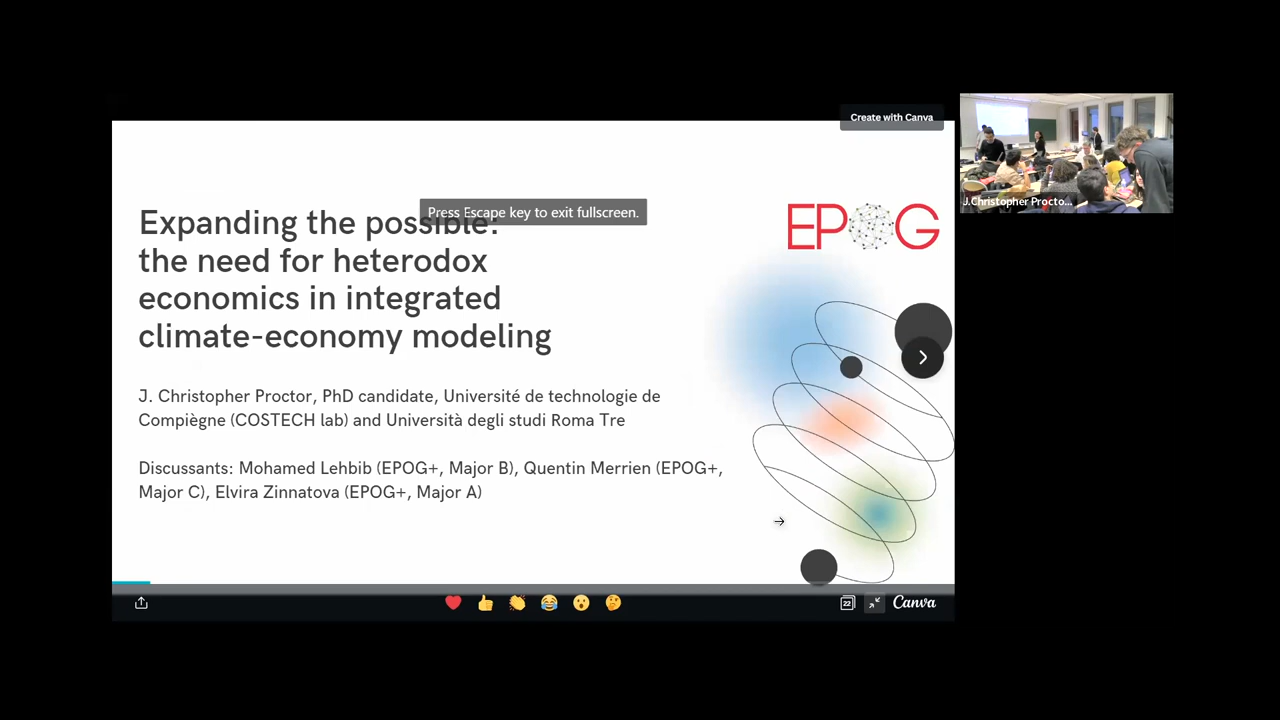 Create with Canva
J.Christopher Procto...
Press Escape key to exit fullscreen.
EPOG
Expanding the possible:
the need for heterodox
economics in integrated
climate-economy modeling
J. Christopher Proctor, PhD candidate, Université de technologie de
Compiègne (COSTECH lab) and Università degli studi Roma Tre
Discussants: Mohamed Lehbib (EPOG+, Major B), Quentin Merrien (EPOG+,
Major C), Elvira Zinnatova (EPOG+, Major A)
22
Canva